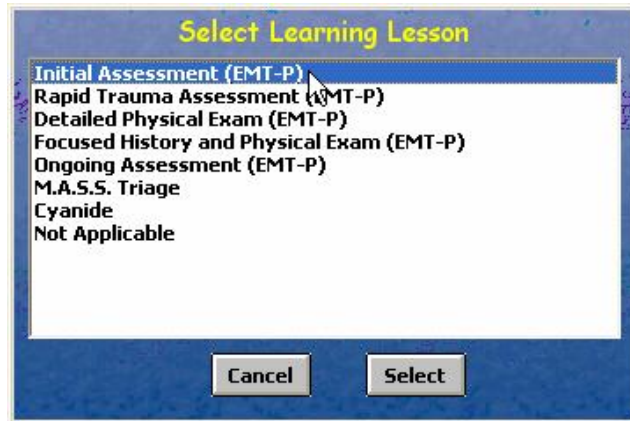 Select Learning Lesson
Initial Assessment (EMT-P)
Rapid Trauma Assessment (EMT-P)
Detailed Physical Exam (EMT-P)
Focused History and Physical Exam (EMT-P)
Ongoing Assessment (EMT-P)
M.A.S.S. Triage
Cyanide
Not Applicable
Cancel Select